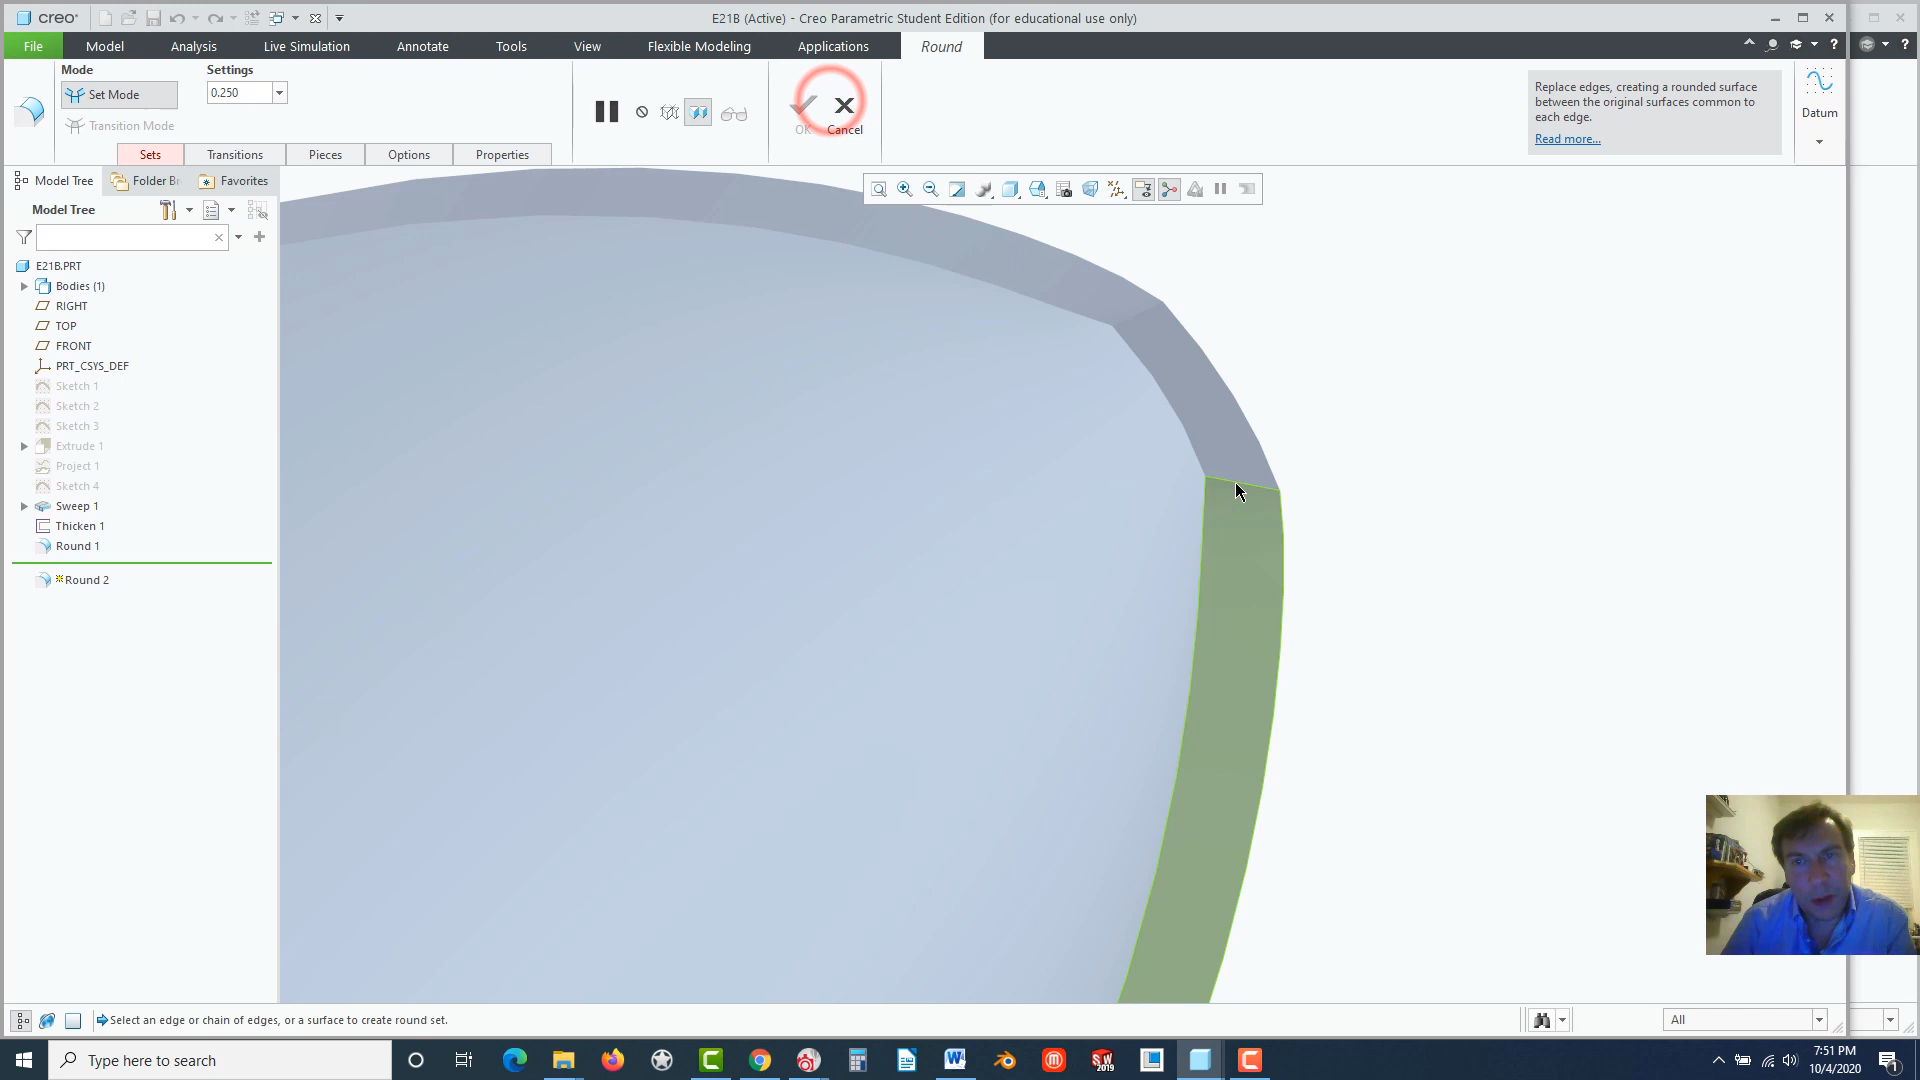 creo
E21B (Active) - Creo Parametric Student Edition (for educational use only)
File Model Analysis Live Simulation Annotate Tools View Flexible Modeling Applications Round
Mode
Set Mode
Transition Mode
Settings
0.250
OK
Cancel
Replace edges, creating a rounded surface
between the original surfaces common to
each edge.
Read more...
Datum
Sets Transitions Pieces Options Properties
Model Tree Folder Br Favorites
Model Tree
E21B.PRT
Bodies (1)
RIGHT
TOP
FRONT
PRT_CSYS_DEF
Sketch 1
Sketch 2
Sketch 3
Extrude 1
Project 1
Sketch 4
Sweep 1
Thicken 1
Round 1
Round 2
Select an edge or chain of edges, or a surface to create round set.
All
Type here to search
SW
2019
7:51 PM
10/4/2020
1